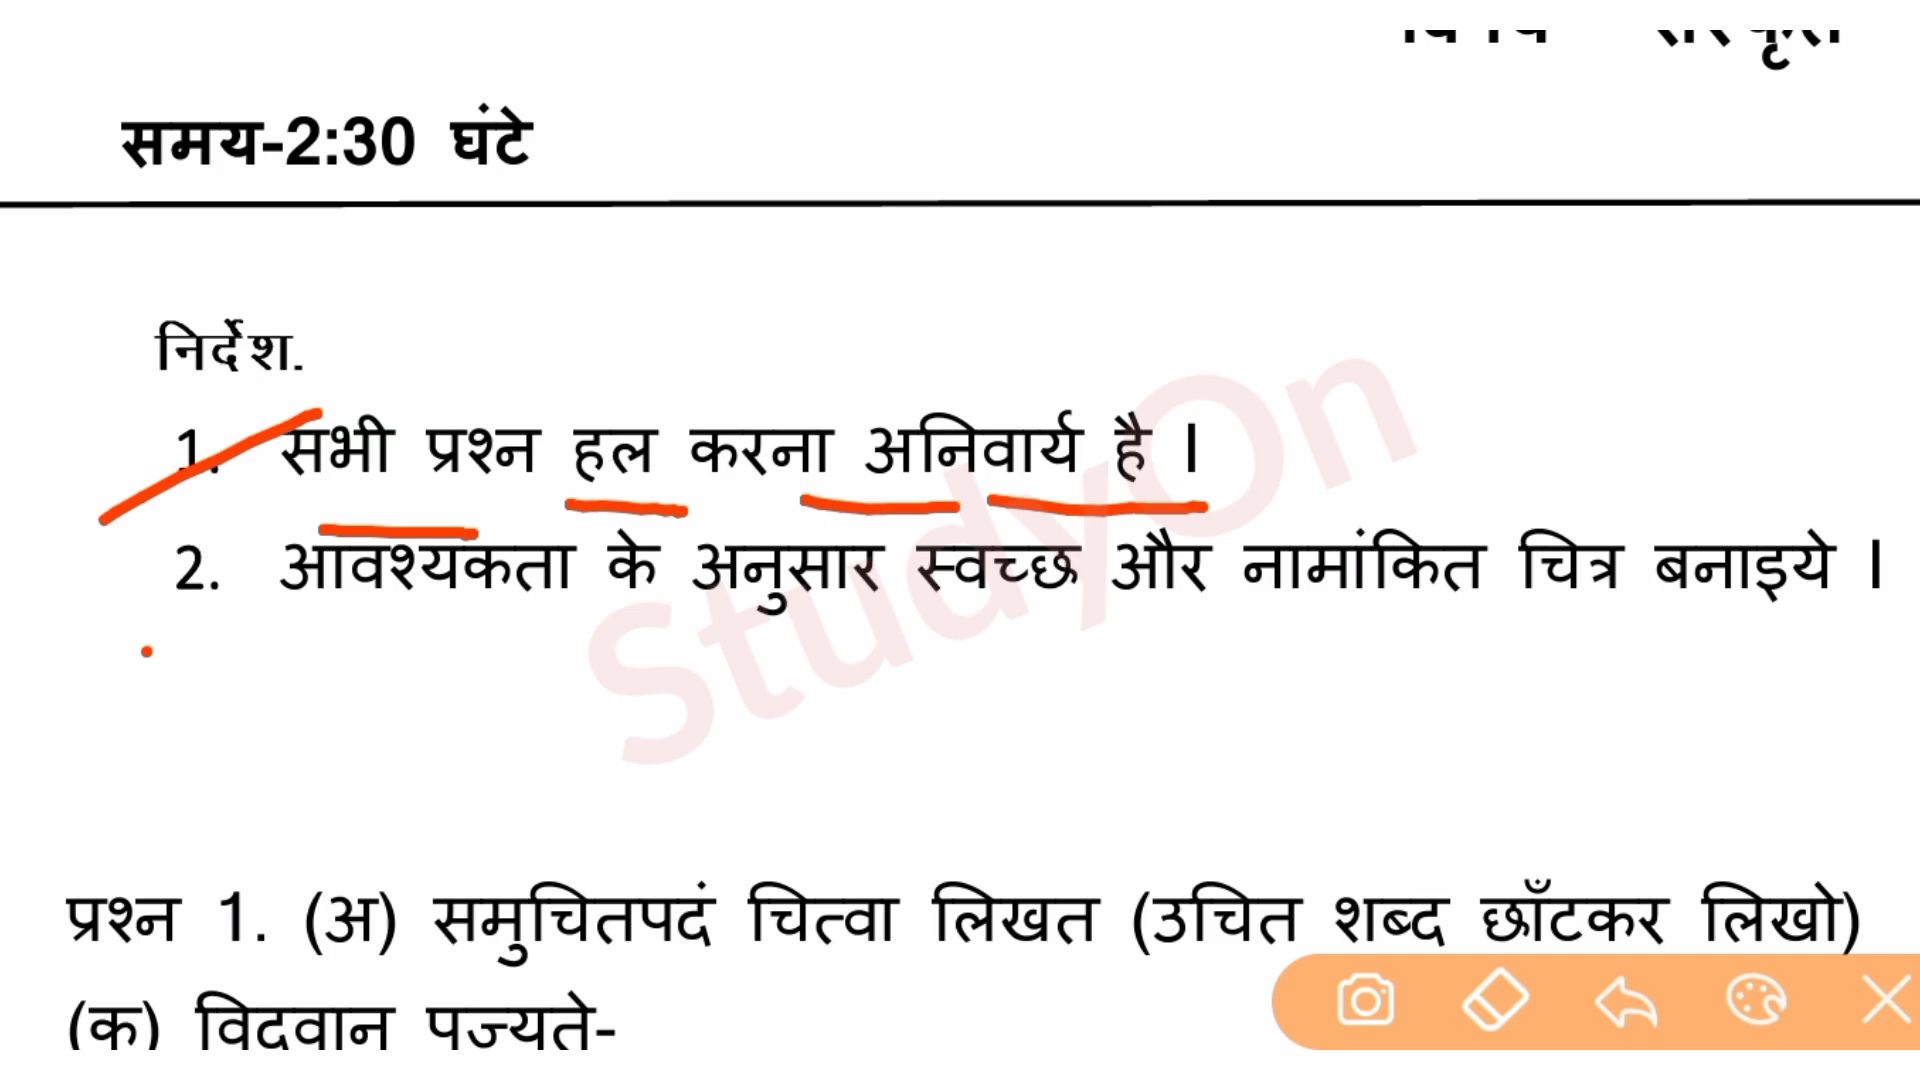 समय-2:30 घंटे
निर्देश.
1. सभी प्रश्न हल करना अनिवार्य है ।
2. आवश्यकता के अनुसार स्वच्छ और नामांकित चित्र बनाइये ।
StudyOn
प्रश्न 1. (अ) समुचितपदं चित्वा लिखत (उचित शब्द छाँटकर लिखो)
(क) विदवान पज्यते-